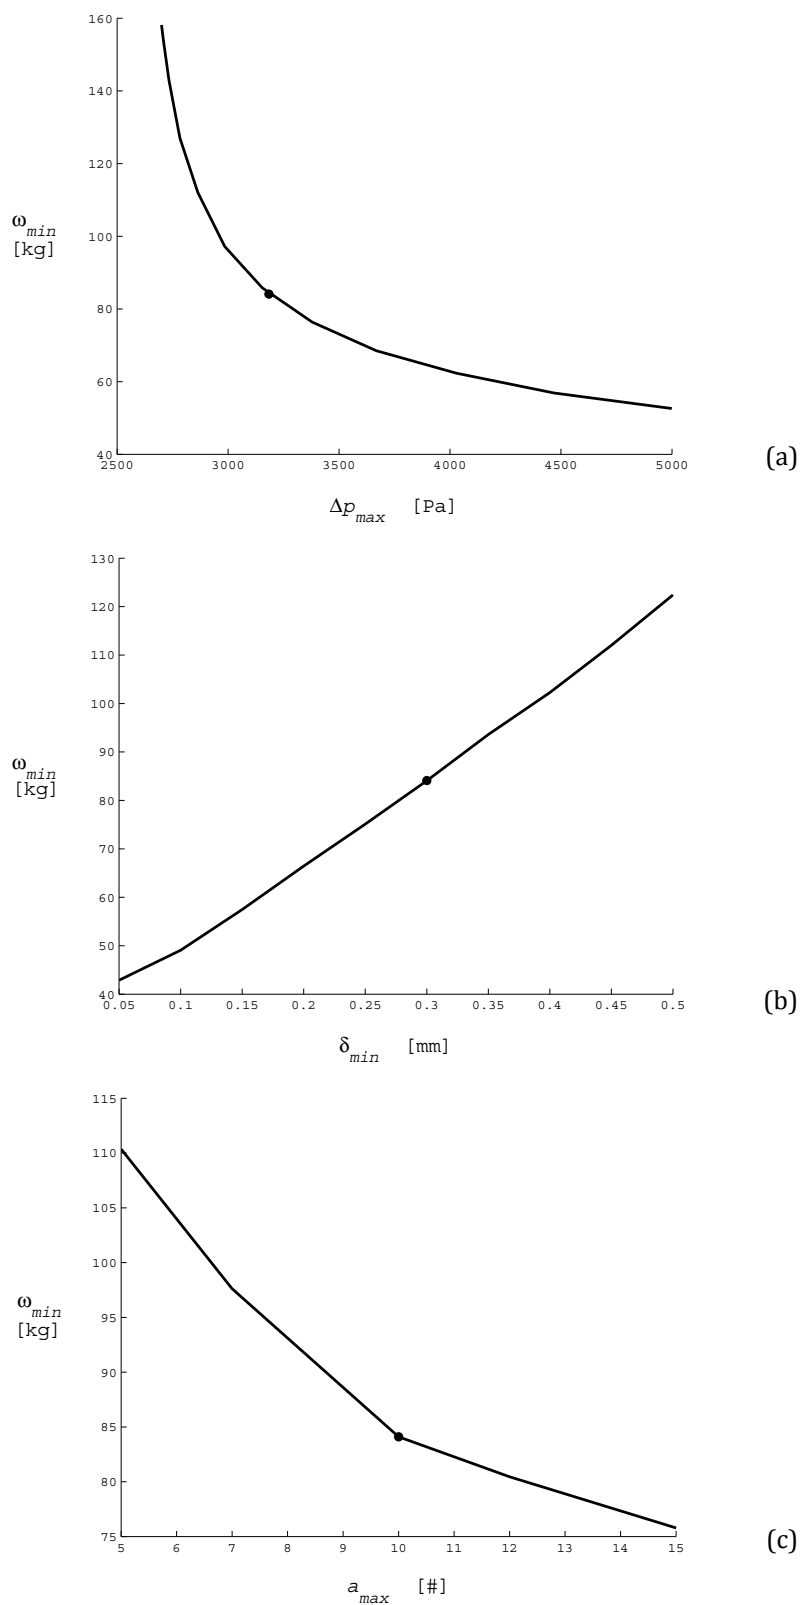 160
140
120
100
80
60
40
ω_min
[kg]
2500 3000 3500 4000 4500 5000
Δp_max [Pa]
(a)
130
120
110
100
90
80
70
60
50
40
ω_min
[kg]
0.05 0.1 0.15 0.2 0.25 0.3 0.35 0.4 0.45 0.5
δ_min [mm]
(b)
115
110
105
100
95
90
85
80
75
ω_min
[kg]
5 6 7 8 9 10 11 12 13 14 15
a_max [#]
(c)